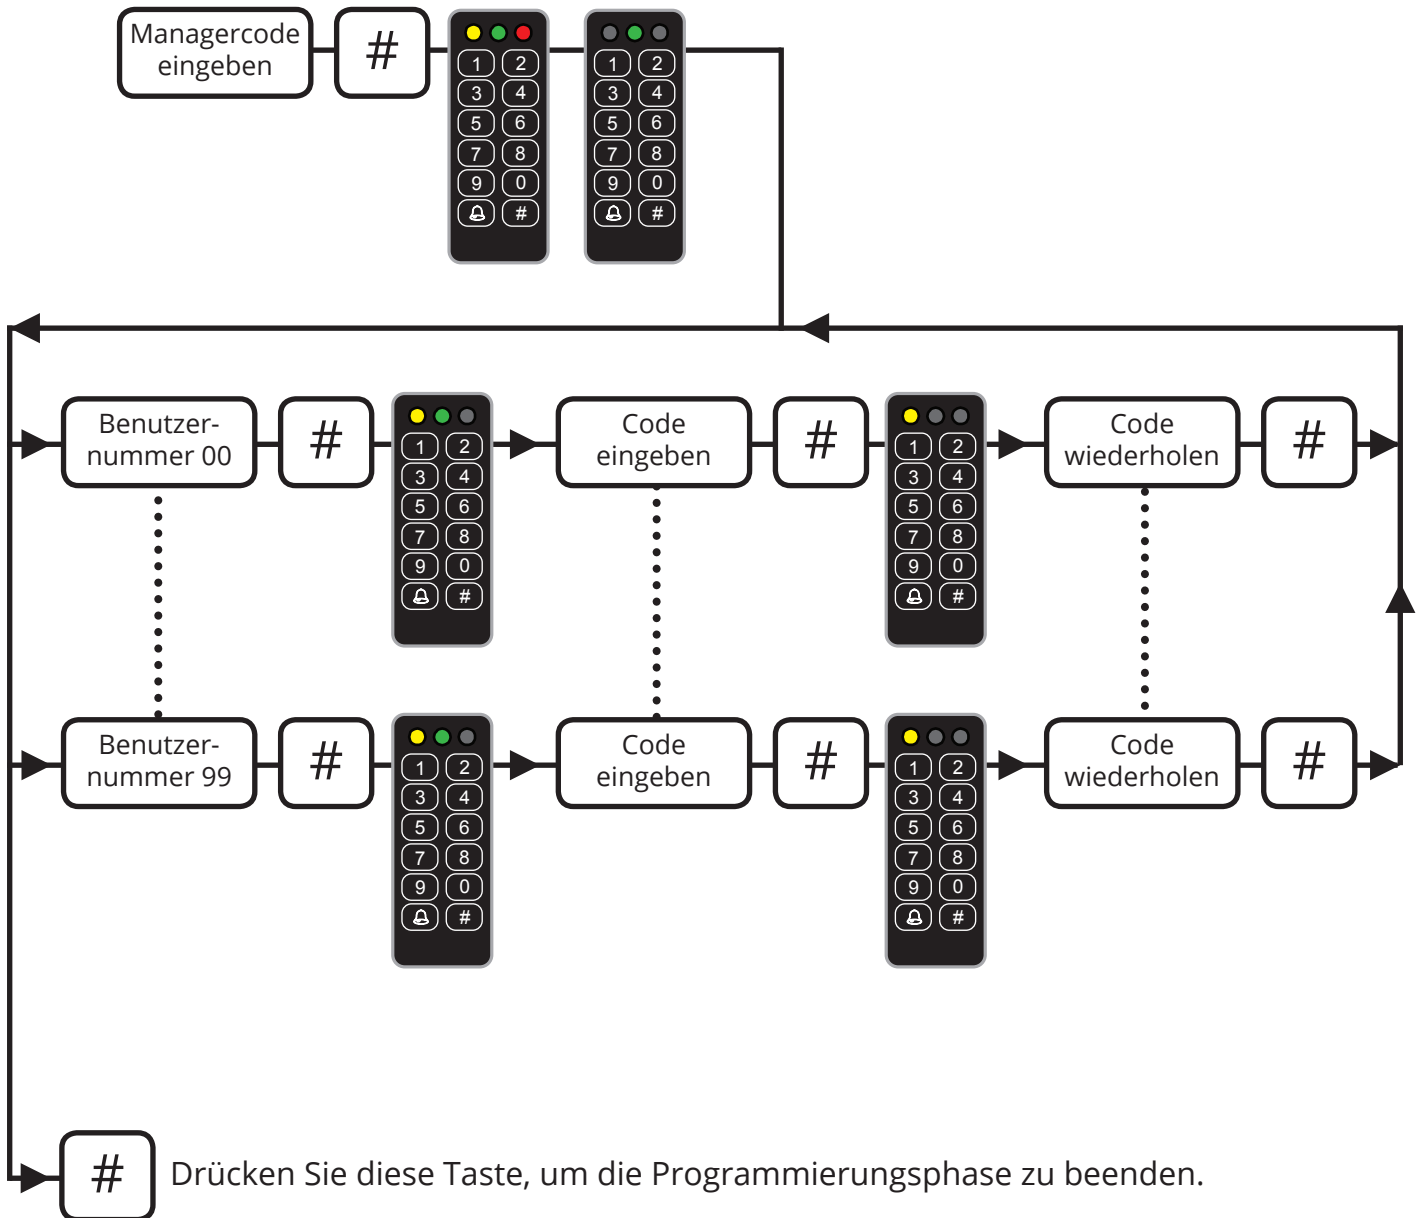 Managercode
eingeben
#
1 2
3 4
5 6
7 8
9 0
#
1 2
3 4
5 6
7 8
9 0
#
Benutzer-
nummer 00
#
1 2
3 4
5 6
7 8
9 0
#
Code
eingeben
#
1 2
3 4
5 6
7 8
9 0
#
Code
wiederholen
#
Benutzer-
nummer 99
#
1 2
3 4
5 6
7 8
9 0
#
Code
eingeben
#
1 2
3 4
5 6
7 8
9 0
#
Code
wiederholen
#
# Drücken Sie diese Taste, um die Programmierungsphase zu beenden.